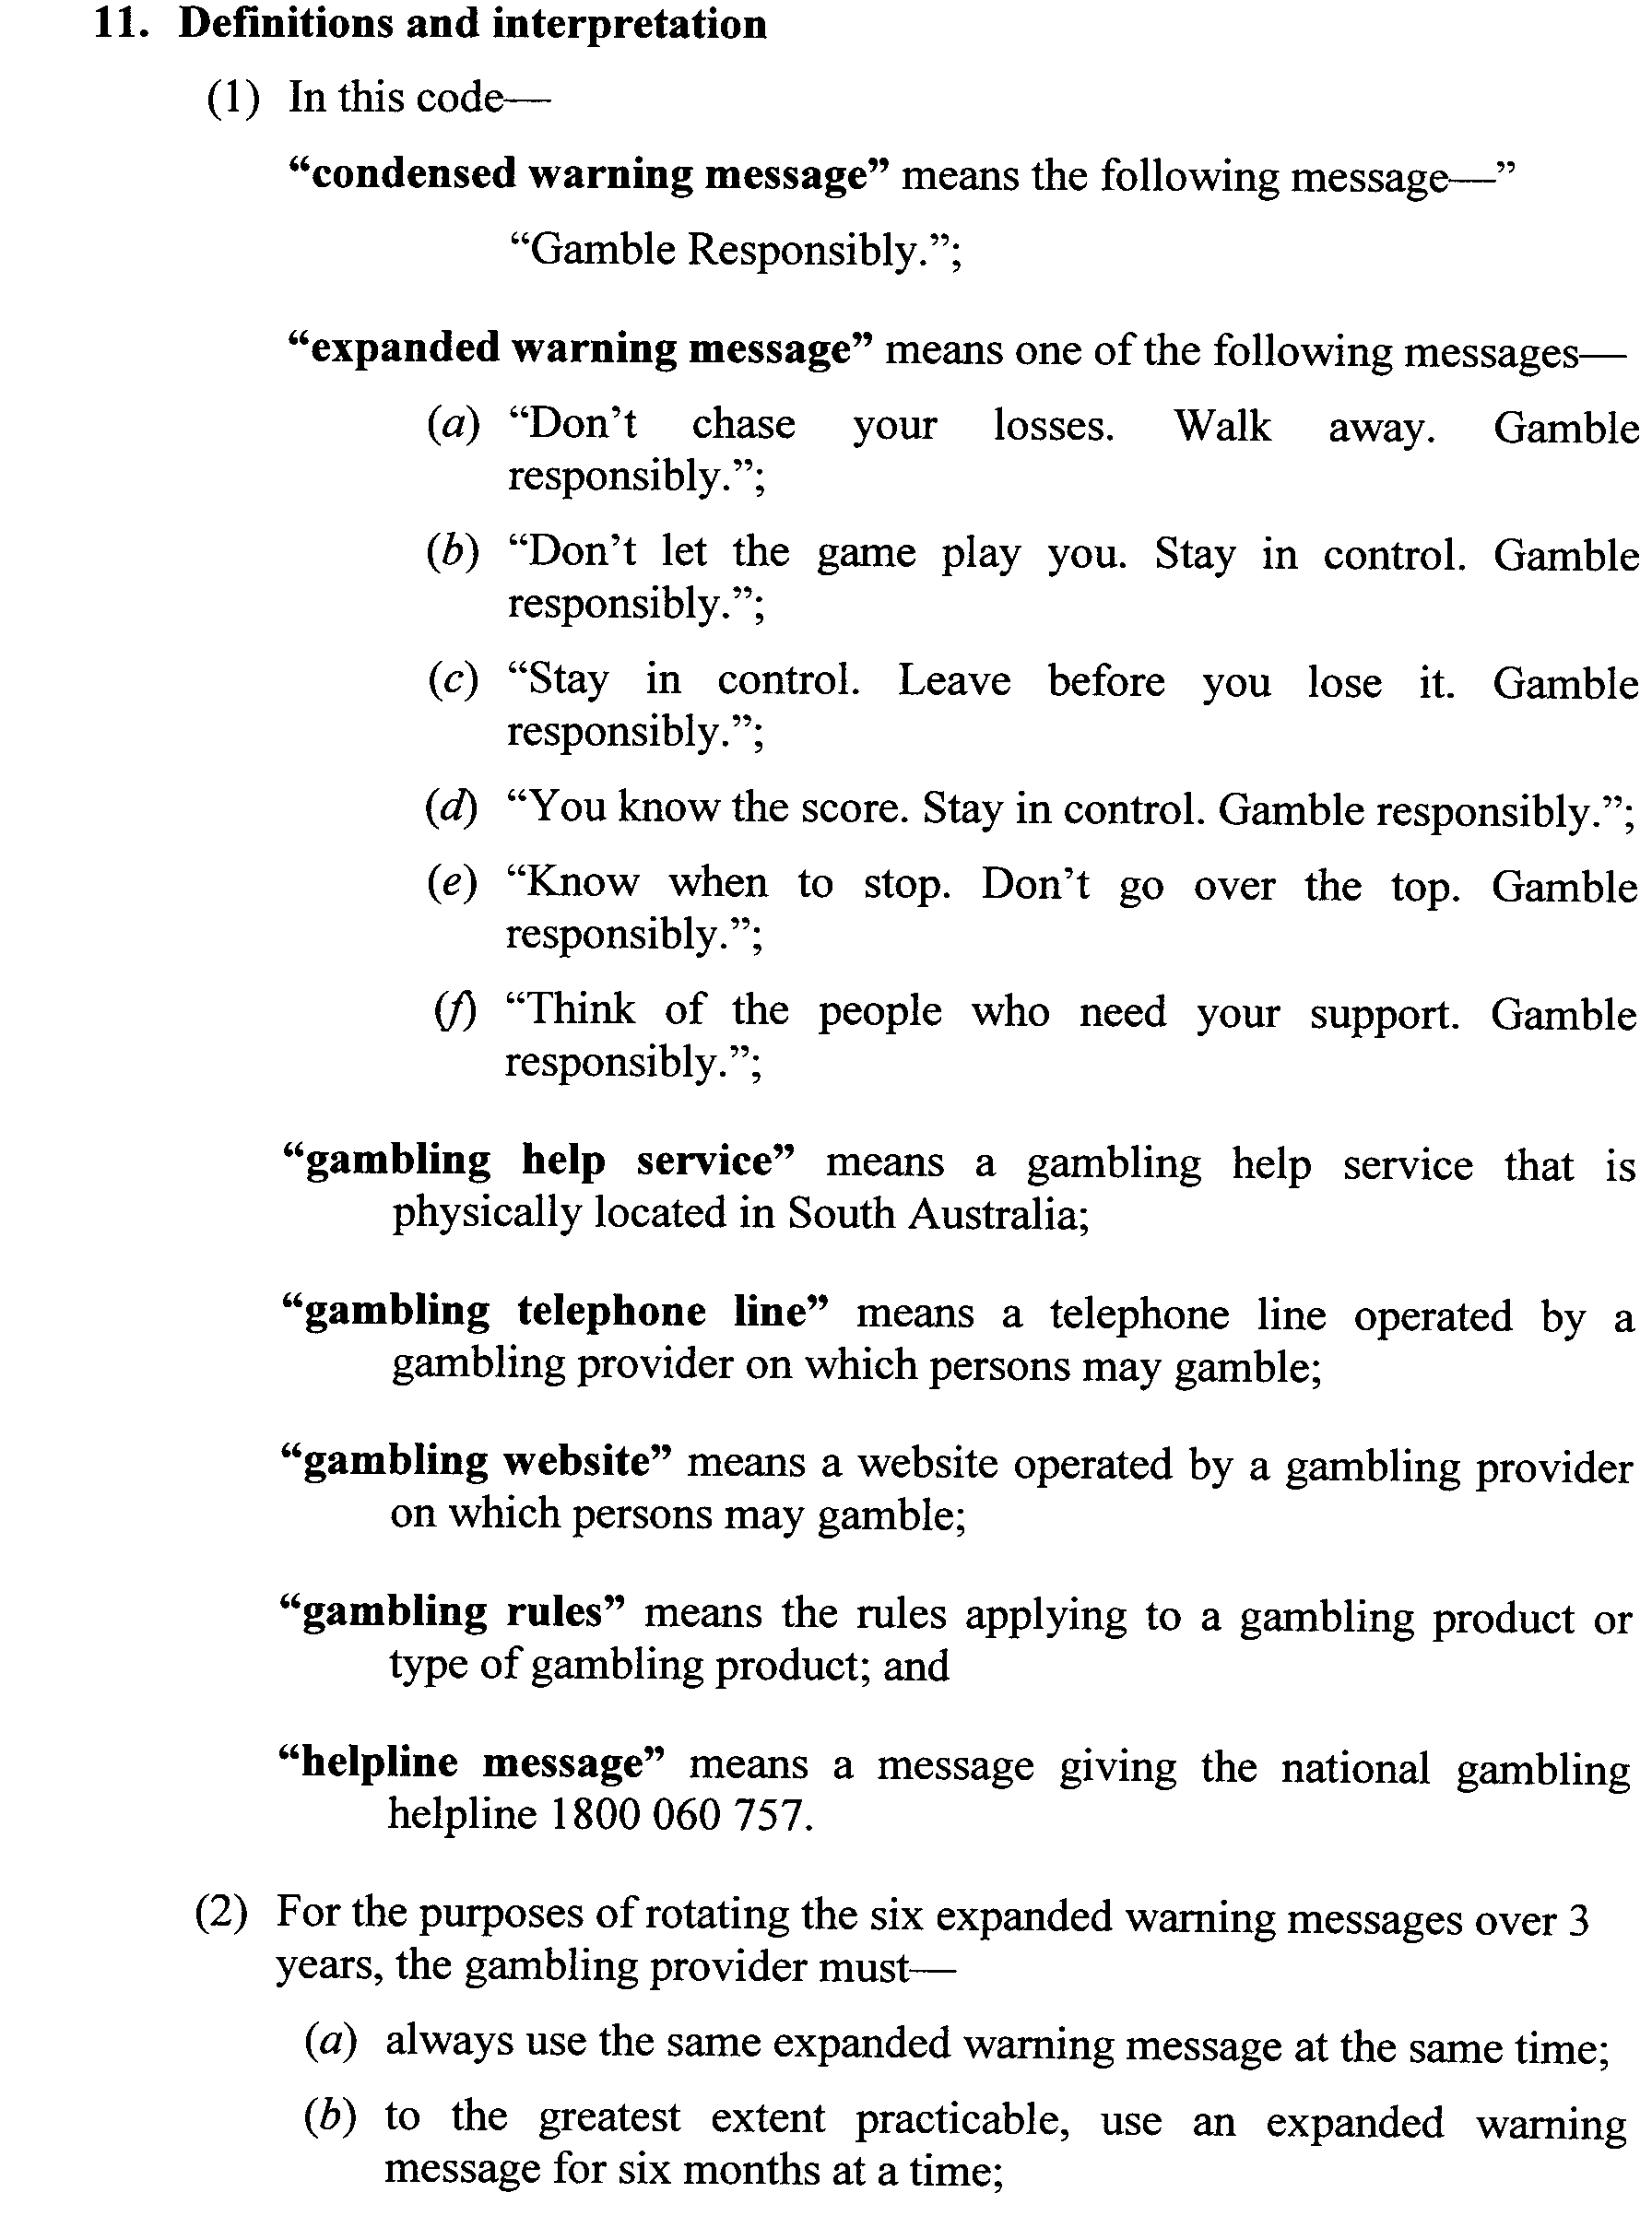 11. Definitions and interpretation
(1) In this code—
“condensed warning message” means the following message—”
“Gamble Responsibly.”;
“expanded warning message” means one of the following messages—
(a) “Don’t chase your losses. Walk away. Gamble
responsibly.”;
(b) “Don’t let the game play you. Stay in control. Gamble
responsibly.”;
(c) “Stay in control. Leave before you lose it. Gamble
responsibly.”;
(d) “You know the score. Stay in control. Gamble responsibly.”;
(e) “Know when to stop. Don’t go over the top. Gamble
responsibly.”;
(f) “Think of the people who need your support. Gamble
responsibly.”;
“gambling help service” means a gambling help service that is
physically located in South Australia;
“gambling telephone line” means a telephone line operated by a
gambling provider on which persons may gamble;
“gambling website” means a website operated by a gambling provider
on which persons may gamble;
“gambling rules” means the rules applying to a gambling product or
type of gambling product; and
“helpline message” means a message giving the national gambling
helpline 1800 060 757.
(2) For the purposes of rotating the six expanded warning messages over 3
years, the gambling provider must—
(a) always use the same expanded warning message at the same time;
(b) to the greatest extent practicable, use an expanded warning
message for six months at a time;